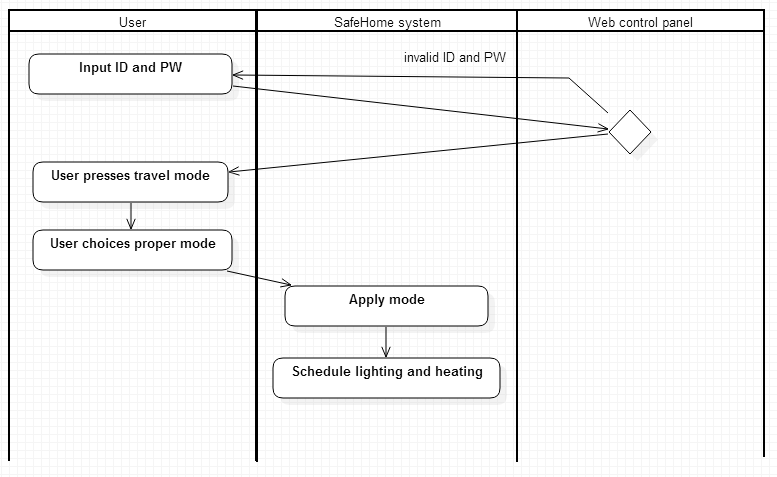 User
SafeHome system
Web control panel
invalid ID and PW
Input ID and PW
User presses travel mode
User choices proper mode
Apply mode
Schedule lighting and heating